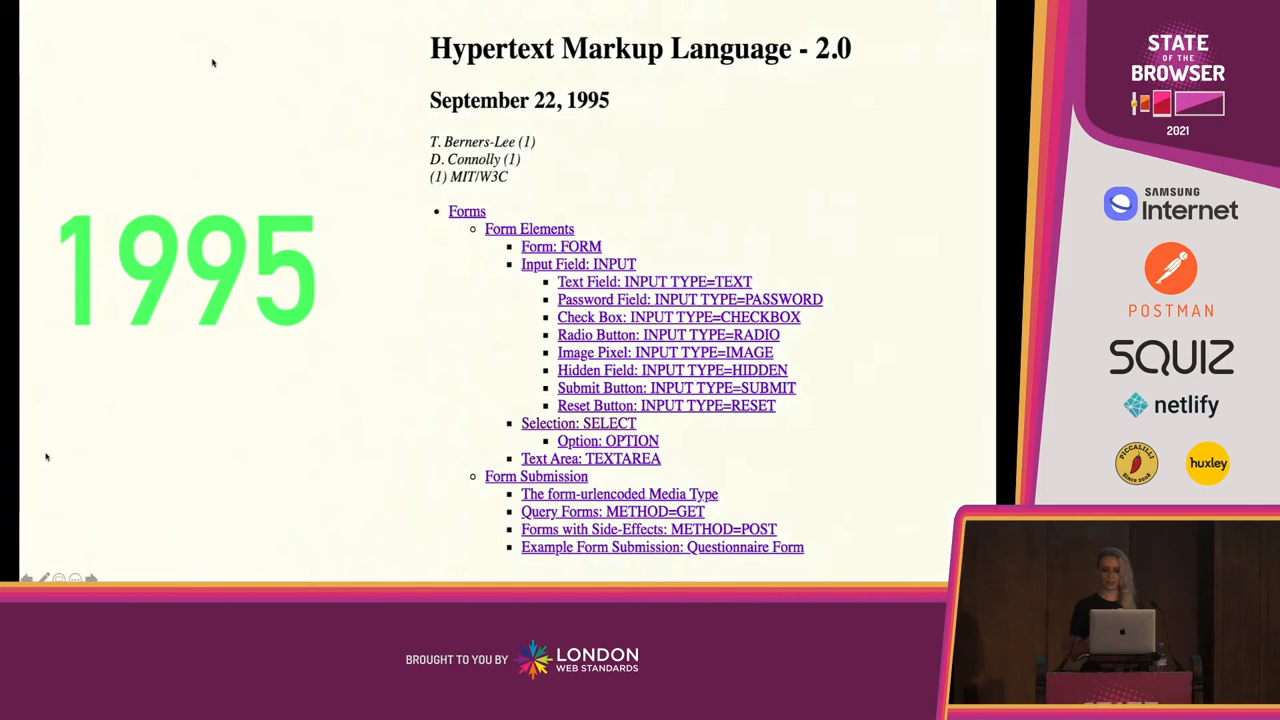 Hypertext Markup Language - 2.0
September 22, 1995
T. Berners-Lee (1)
D. Connolly (1)
(1) MIT/W3C
1995
Forms
Form Elements
Form: FORM
Input Field: INPUT
Text Field: INPUT TYPE=TEXT
Password Field: INPUT TYPE=PASSWORD
Check Box: INPUT TYPE=CHECKBOX
Radio Button: INPUT TYPE=RADIO
Image Pixel: INPUT TYPE=IMAGE
Hidden Field: INPUT TYPE=HIDDEN
Submit Button: INPUT TYPE=SUBMIT
Reset Button: INPUT TYPE=RESET
Selection: SELECT
Option: OPTION
Text Area: TEXTAREA
Form Submission
The form-urlencoded Media Type
Query Forms: METHOD=GET
Forms with Side-Effects: METHOD=POST
Example Form Submission: Questionnaire Form
STATE
OF THE
BROWSER
2021
SAMSUNG
Internet
POSTMAN
SQUIZ
netlify
PICCALILLI
Since 2008
huxley
BROUGHT TO YOU BY
LONDON
WEB STANDARDS